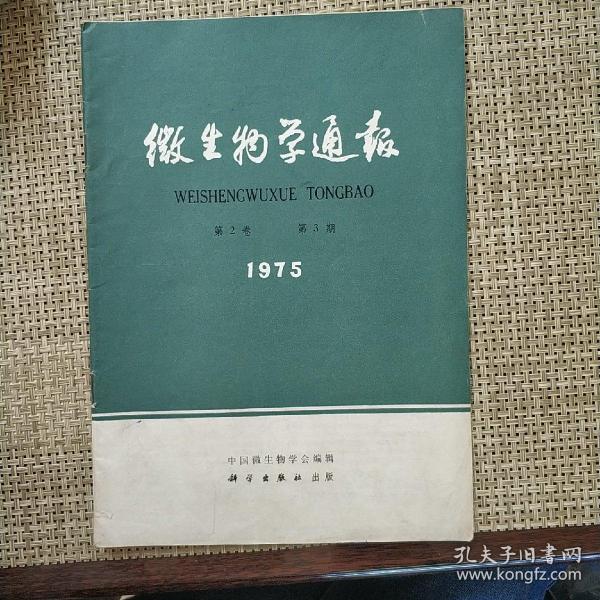 微生物学通报
WEISHENGWUXUE TONGBAO
第2卷 第3期
1975
中国微生物学会编辑
科学出版社 出版
孔夫子旧书网
www.kongfz.com